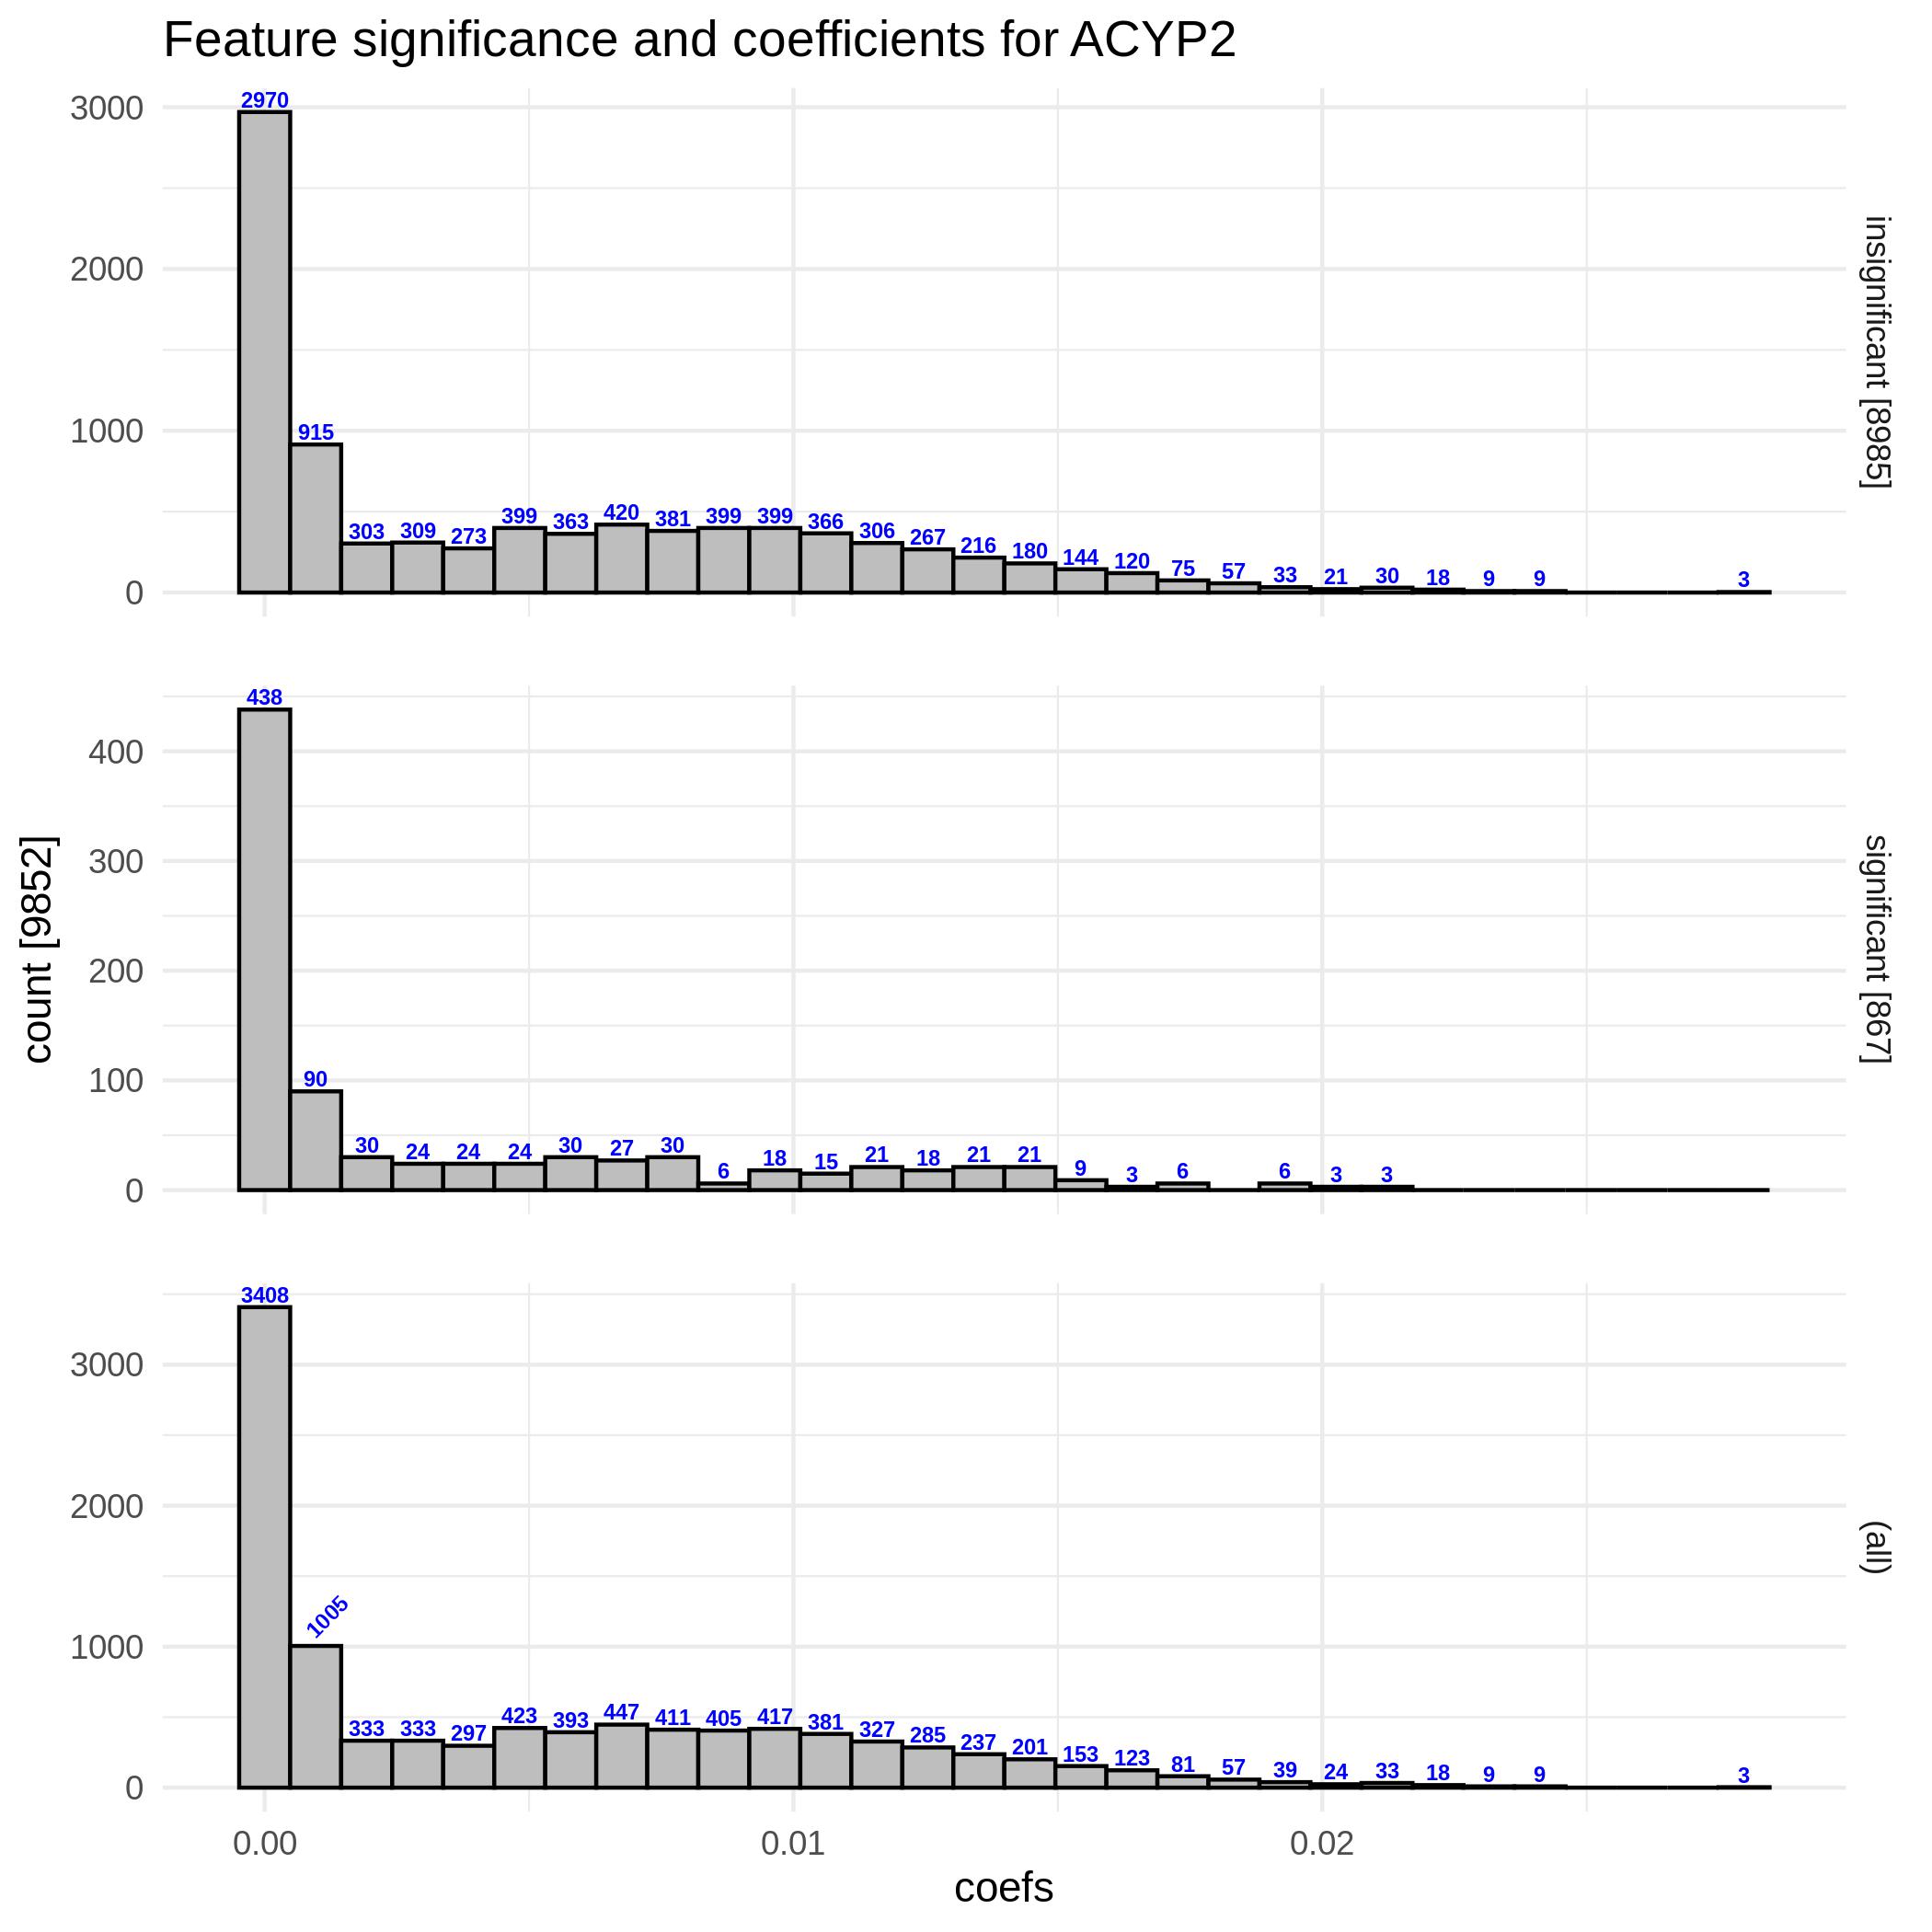 Feature significance and coefficients for ACYP2
3000
2000
1000
0
2970
915
303 309 273 399 363 420 381 399 399 366 306 267 216 180 144 120 75 57 33 21 30 18 9 9 3
insignificant [8985]
count [9852]
400
300
200
100
0
438
90
30 24 24 24 30 27 30 6 18 15 21 18 21 21 9 3 6 6 3 3
significant [867]
3000
2000
1000
0
3408
1005
333 333 297 423 393 447 411 405 417 381 327 285 237 201 153 123 81 57 39 24 33 18 9 9 3
(all)
0.00 0.01 0.02
coefs